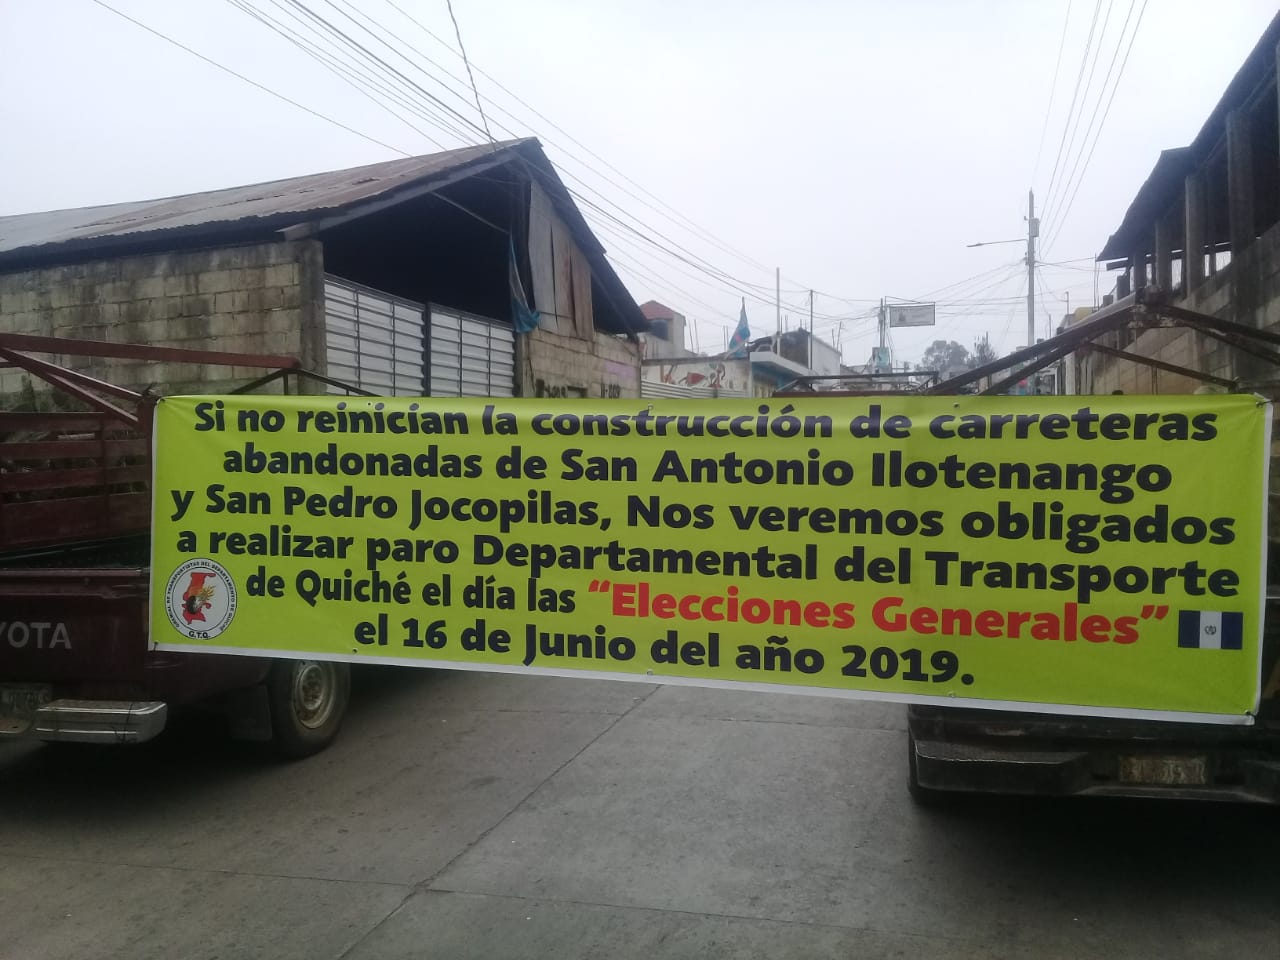 Si no reinician la construcción de carreteras
abandonadas de San Antonio Ilotenango
y San Pedro Jocopilas, Nos veremos obligados
a realizar paro Departamental del Transporte
de Quiché el día las “Elecciones Generales”
el 16 de Junio del año 2019.
G.T.Q.
YOTA